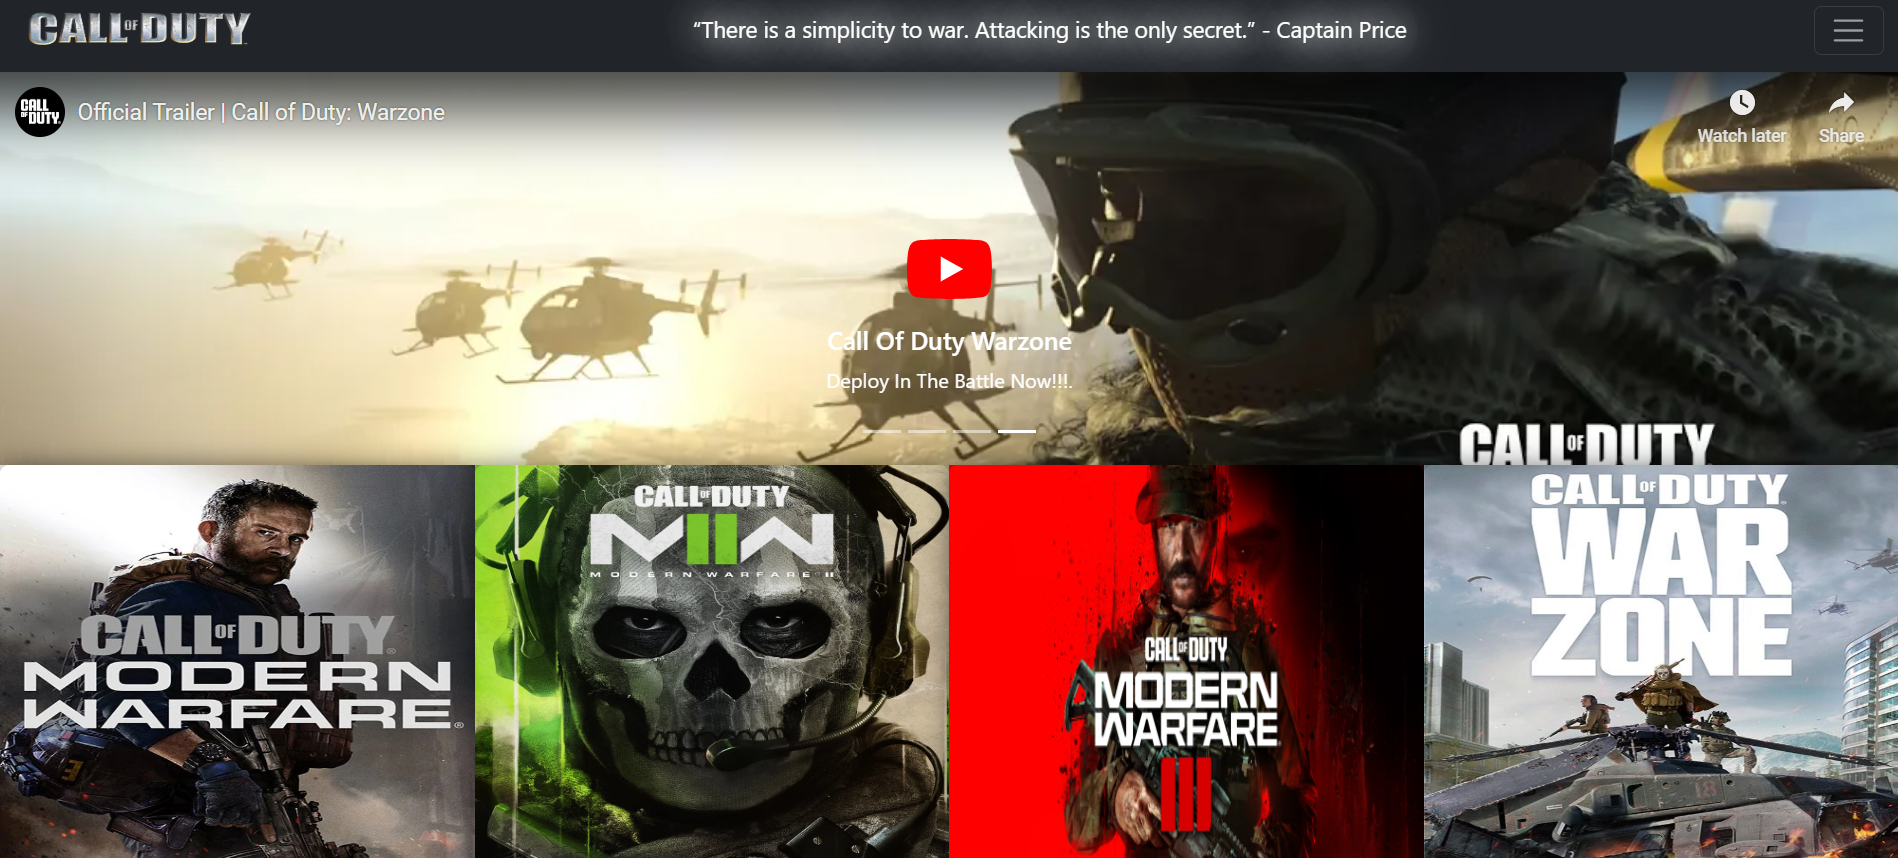 CALL OF DUTY
“There is a simplicity to war. Attacking is the only secret.” - Captain Price
CALL OF DUTY
Official Trailer | Call of Duty: Warzone
Watch later
Share
Call Of Duty Warzone
Deploy In The Battle Now!!!.
CALL OF DUTY
CALL OF DUTY®
MODERN
WARFARE®
CALL OF DUTY
MIIW
MODERN WARFARE II
CALL OF DUTY
MODERN
WARFARE
III
CALL OF DUTY
WAR
ZONE